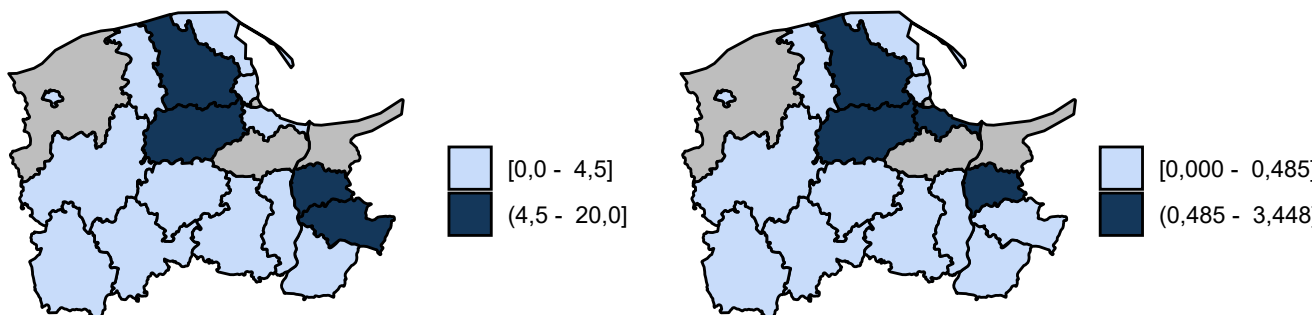 [0,0 - 4,5]
(4,5 - 20,0]
[0,000 - 0,485]
(0,485 - 3,448]